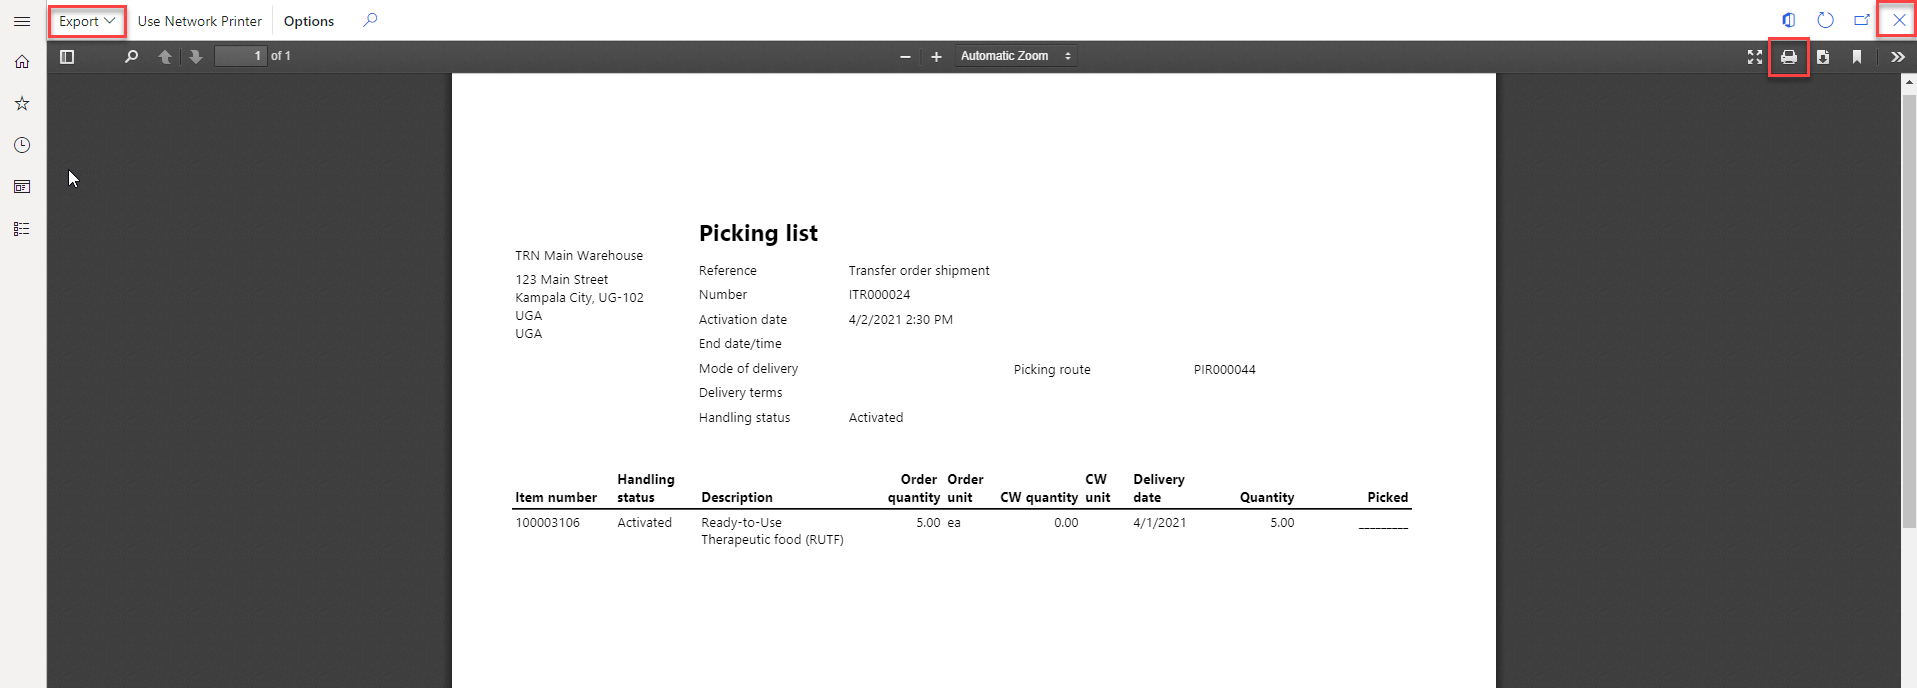 Export Use Network Printer Options
1 of 1 Automatic Zoom
Picking list
TRN Main Warehouse
123 Main Street
Kampala City, UG-102
UGA
UGA
Reference Transfer order shipment
Number ITR000024
Activation date 4/2/2021 2:30 PM
End date/time
Mode of delivery Picking route PIR000044
Delivery terms
Handling status Activated
Handling Order Order CW Delivery
Item number status Description quantity unit CW quantity unit date Quantity Picked
100003106 Activated Ready-to-Use 5.00 ea 0.00 4/1/2021 5.00 _________
Therapeutic food (RUTF)